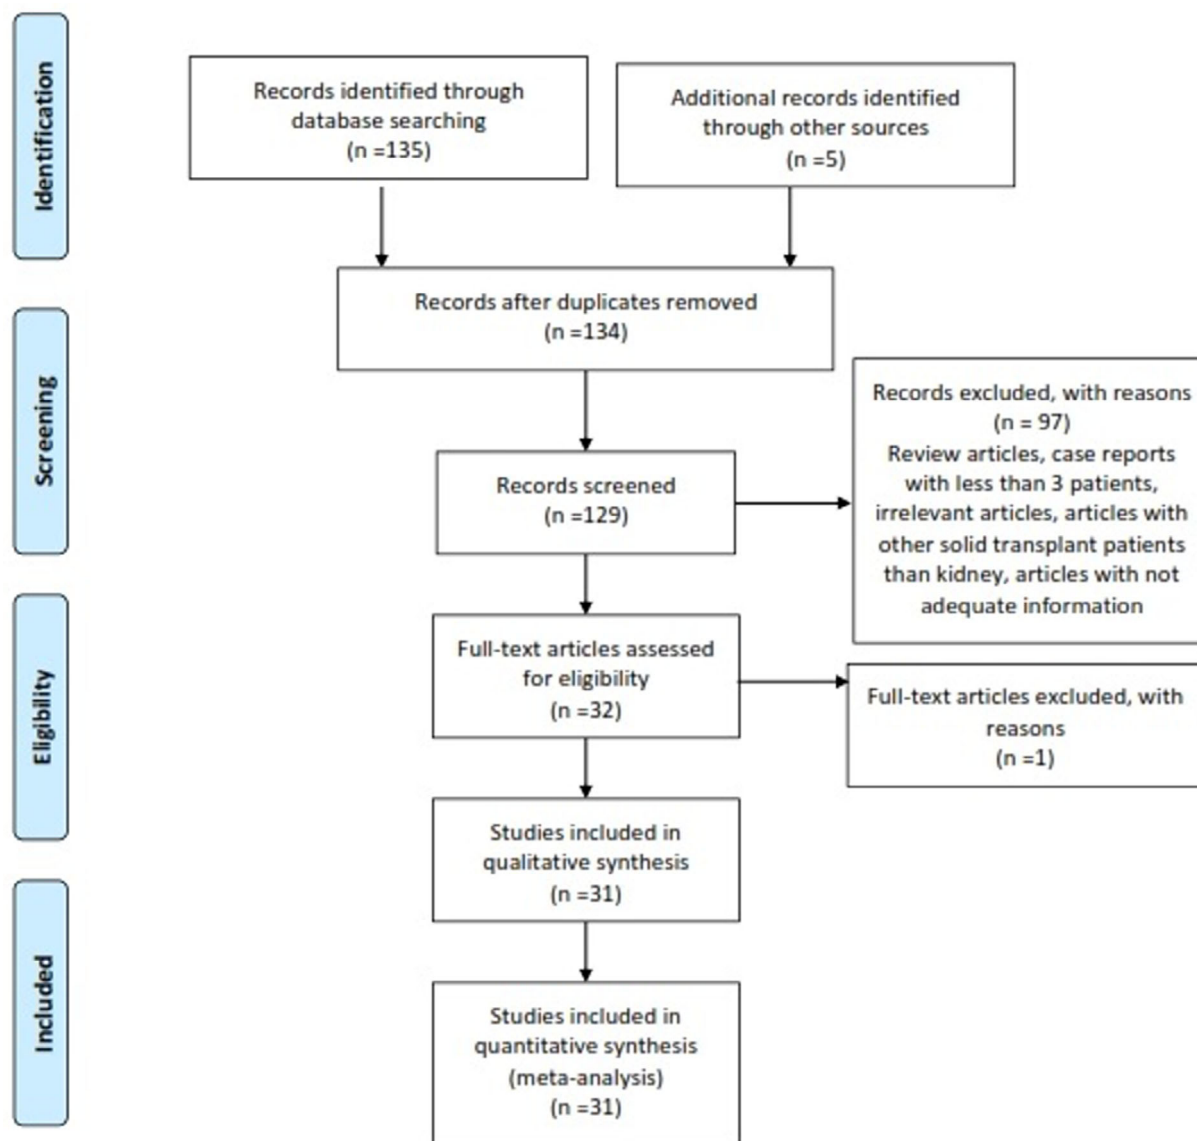 Identification
Records identified through
database searching
(n =135)
Additional records identified
through other sources
(n =5)
Records after duplicates removed
(n =134)
Screening
Records screened
(n =129)
Records excluded, with reasons
(n = 97)
Review articles, case reports
with less than 3 patients,
irrelevant articles, articles with
other solid transplant patients
than kidney, articles with not
adequate information
Eligibility
Full-text articles assessed
for eligibility
(n =32)
Full-text articles excluded, with
reasons
(n =1)
Studies included in
qualitative synthesis
(n =31)
Included
Studies included in
quantitative synthesis
(meta-analysis)
(n =31)